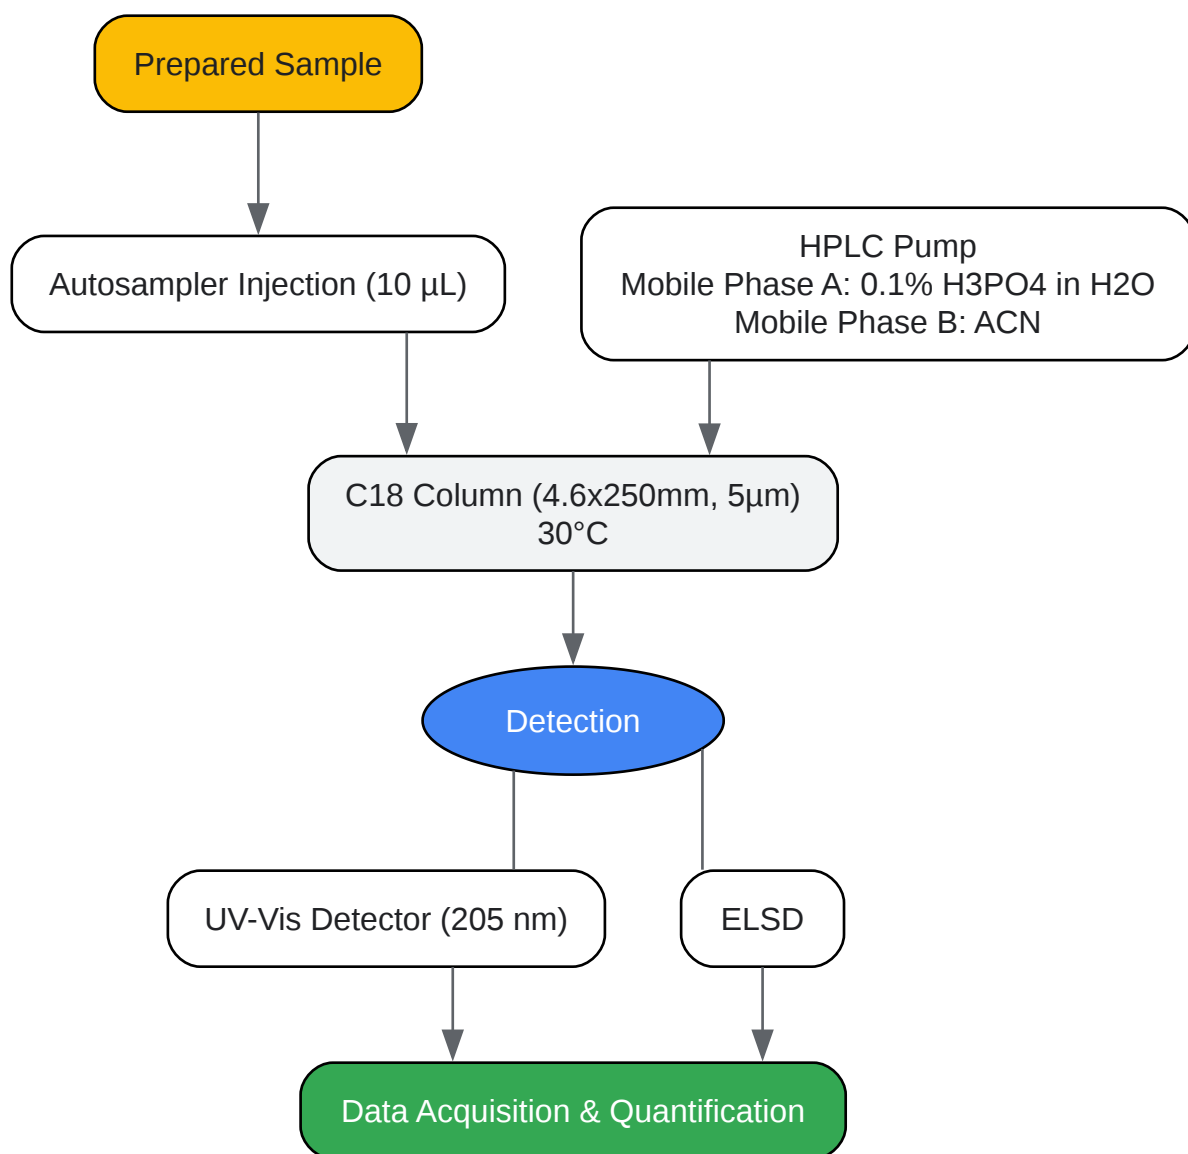 Prepared Sample
Autosampler Injection (10 µL)
HPLC Pump
Mobile Phase A: 0.1% H3PO4 in H2O
Mobile Phase B: ACN
C18 Column (4.6x250mm, 5µm)
30°C
Detection
UV-Vis Detector (205 nm)
ELSD
Data Acquisition & Quantification